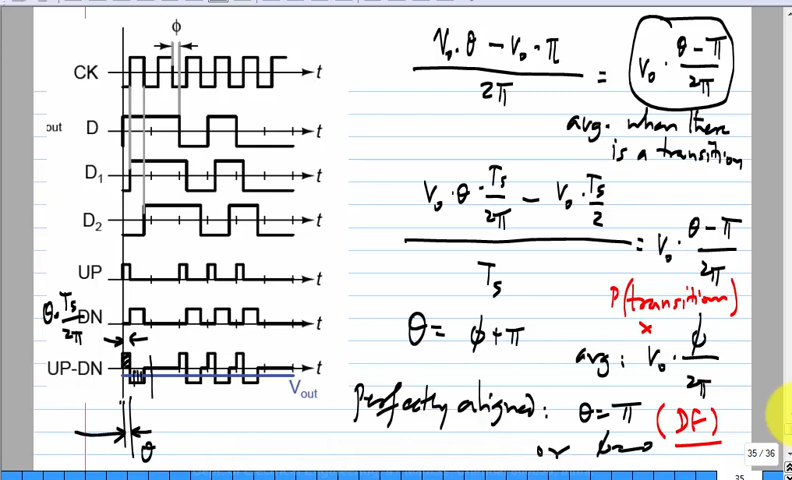 ϕ
CK t
out D t
D₁ t
D₂ t
UP t
θ·Ts/2π DN t
UP-DN t
Vout
θ
(V₀·θ − V₀·π)/2π = V₀·(θ−π)/2π
avg. when there
is a transition
(V₀·θ·Ts/2π − V₀·Ts/2)/Ts = V₀·(θ−π)/2π
P(transition)
×
θ = ϕ+π
avg: V₀·ϕ/2π
Perfectly aligned: θ=π (DF)
or ϕ=0
35 / 36
35